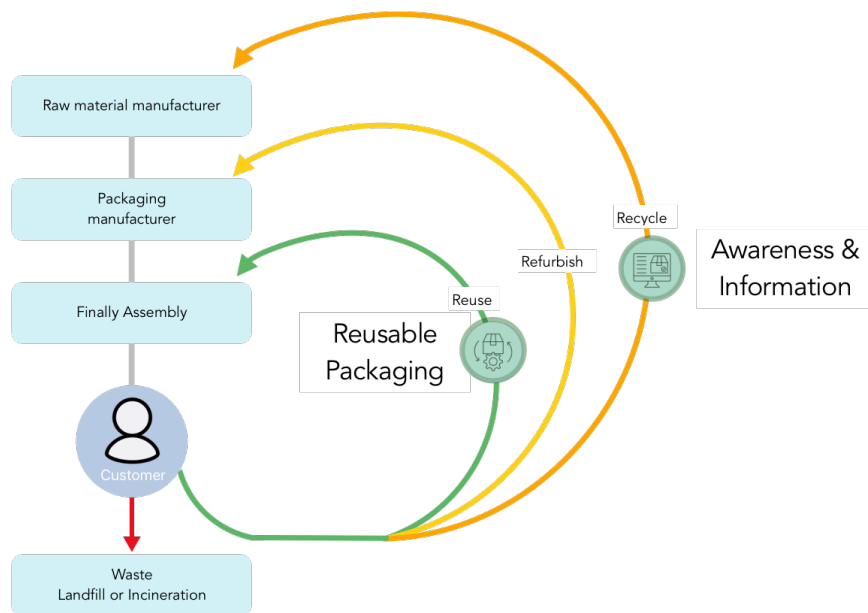 Raw material manufacturer
Packaging
manufacturer
Finally Assembly
Customer
Waste
Landfill or Incineration
Reuse
Reusable
Packaging
Refurbish
Recycle
Awareness &
Information